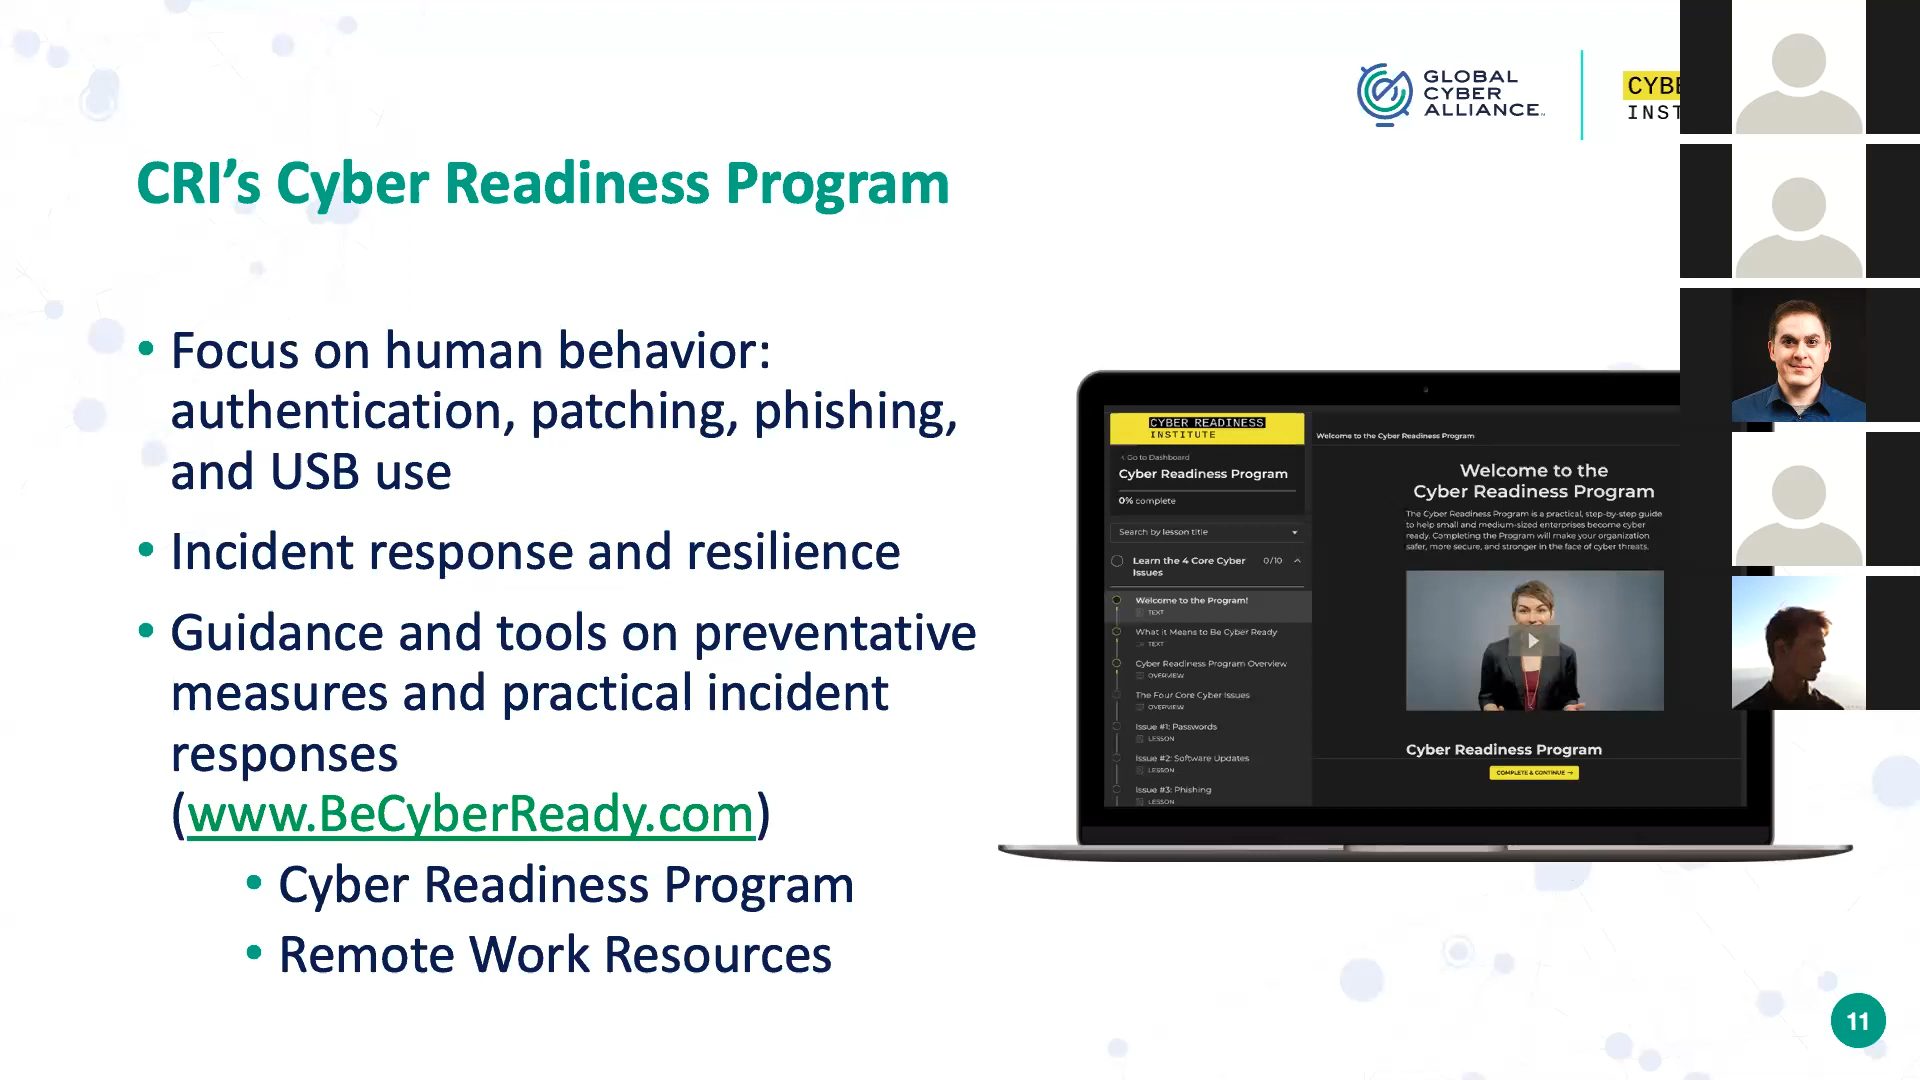 GLOBAL
CYBER
ALLIANCE
CYBE
INST
CRI’s Cyber Readiness Program
• Focus on human behavior:
authentication, patching, phishing,
and USB use
• Incident response and resilience
• Guidance and tools on preventative
measures and practical incident
responses
(www.BeCyberReady.com)
• Cyber Readiness Program
• Remote Work Resources
CYBER READINESS
INSTITUTE
‹ Go to Dashboard
Cyber Readiness Program
0% complete
Search by lesson title
Learn the 4 Core Cyber 0/10
Issues
Welcome to the Program!
TEXT
What it Means to Be Cyber Ready
TEXT
Cyber Readiness Program Overview
OVERVIEW
The Four Core Cyber Issues
OVERVIEW
Issue #1: Passwords
LESSON
Issue #2: Software Updates
LESSON
Issue #3: Phishing
LESSON
Welcome to the Cyber Readiness Program
Welcome to the
Cyber Readiness Program
The Cyber Readiness Program is a practical, step-by-step guide
to help small and medium-sized enterprises become cyber
ready. Completing the Program will make your organization
safer, more secure, and stronger in the face of cyber threats.
Cyber Readiness Program
COMPLETE & CONTINUE →
11